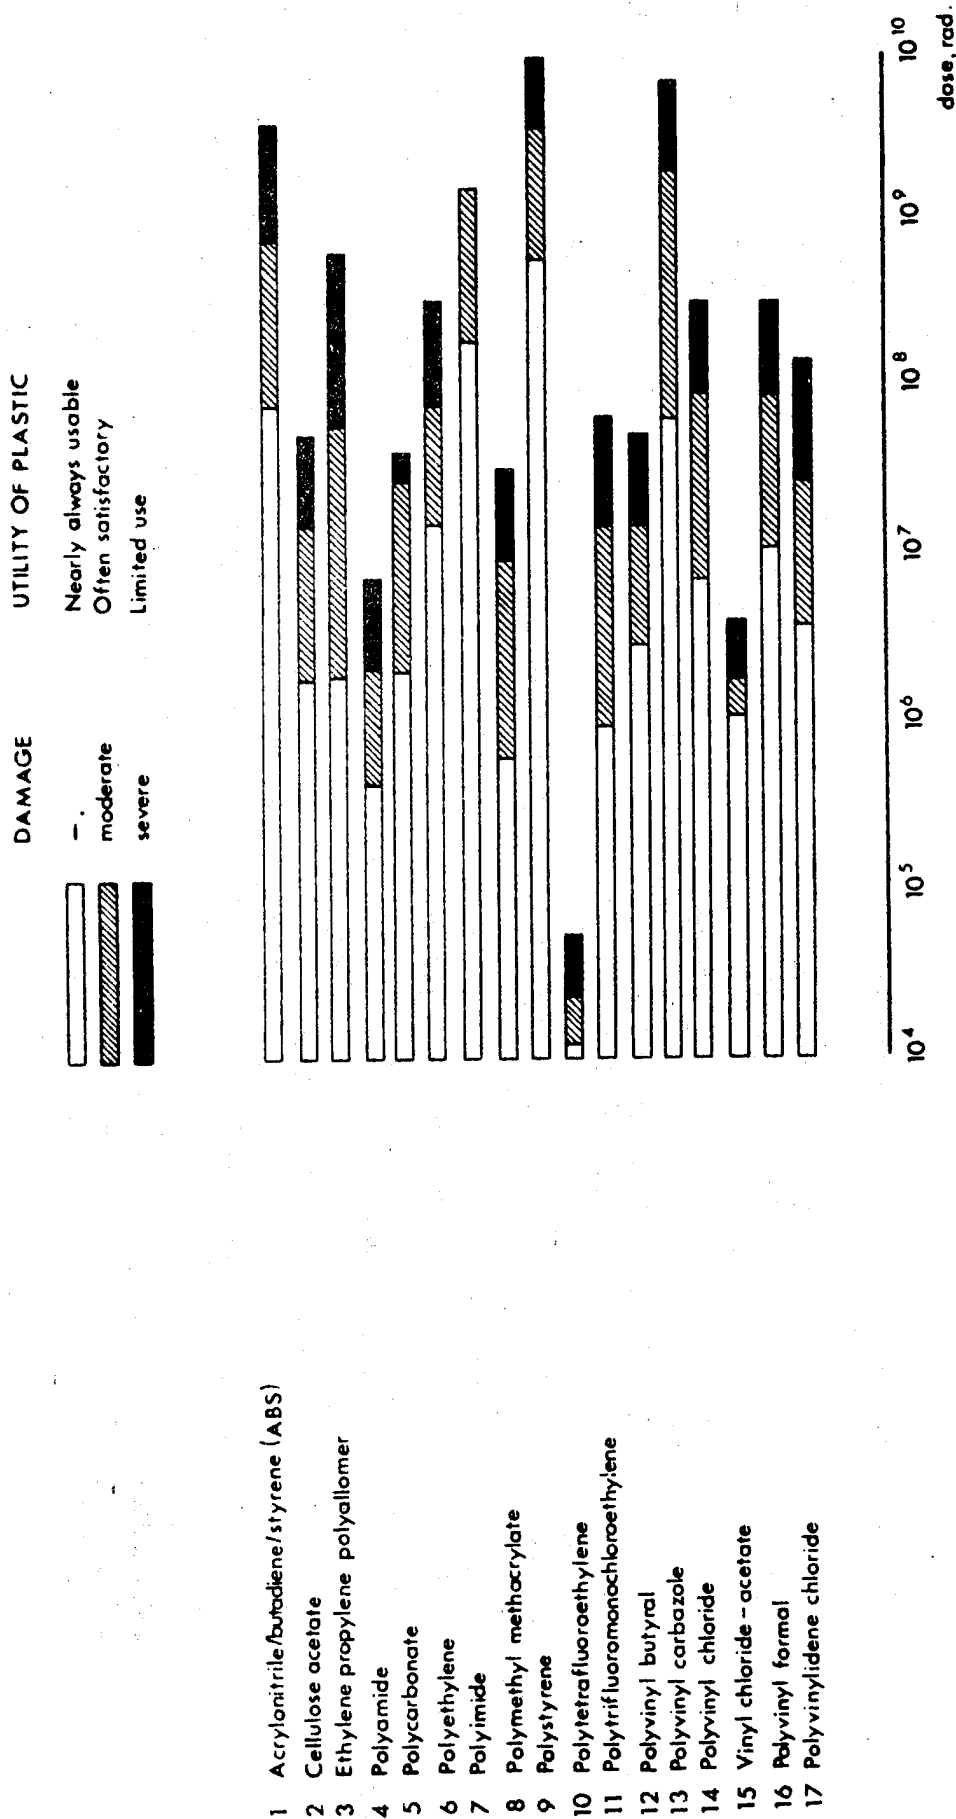 DAMAGE UTILITY OF PLASTIC
–. Nearly always usable
moderate Often satisfactory
severe Limited use
1 Acrylonitrile/butadiene/styrene (ABS)
2 Cellulose acetate
3 Ethylene propylene polyallomer
4 Polyamide
5 Polycarbonate
6 Polyethylene
7 Polyimide
8 Polymethyl methacrylate
9 Polystyrene
10 Polytetrafluoroethylene
11 Polytrifluoromonochloroethylene
12 Polyvinyl butyral
13 Polyvinyl carbazole
14 Polyvinyl chloride
15 Vinyl chloride-acetate
16 Polyvinyl formal
17 Polyvinylidene chloride
10⁴ 10⁵ 10⁶ 10⁷ 10⁸ 10⁹ 10¹⁰
dose, rad.